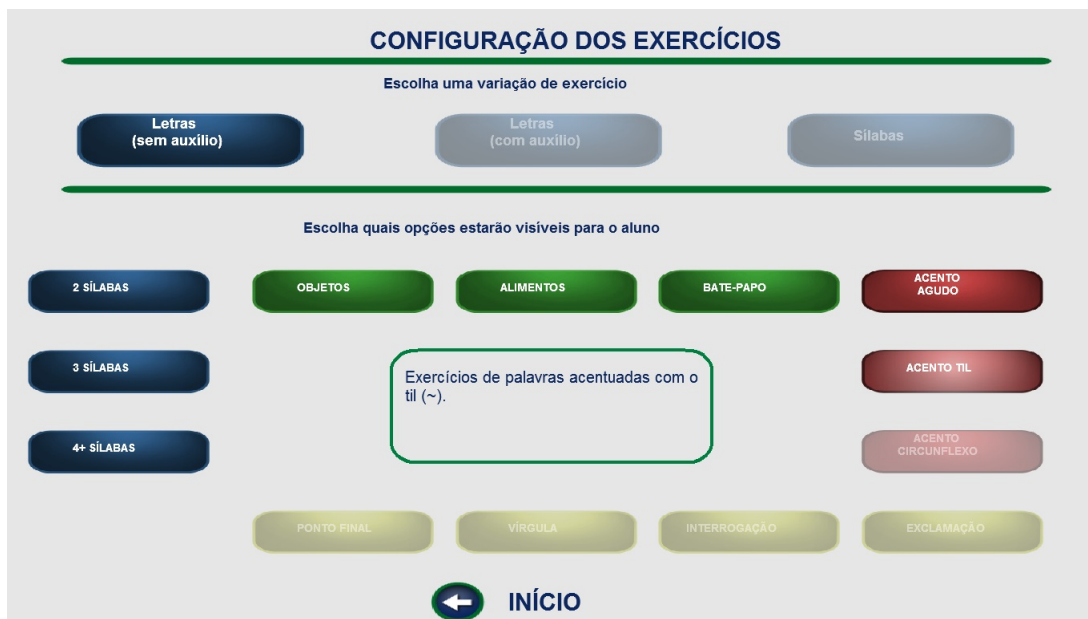 CONFIGURAÇÃO DOS EXERCÍCIOS
Escolha uma variação de exercício
Letras
(sem auxílio)
Letras
(com auxílio)
Sílabas
Escolha quais opções estarão visíveis para o aluno
2 SÍLABAS
OBJETOS
ALIMENTOS
BATE-PAPO
ACENTO
AGUDO
3 SÍLABAS
Exercícios de palavras acentuadas com o
til (~).
ACENTO TIL
4+ SÍLABAS
ACENTO
CIRCUNFLEXO
PONTO FINAL
VÍRGULA
INTERROGAÇÃO
EXCLAMAÇÃO
INÍCIO